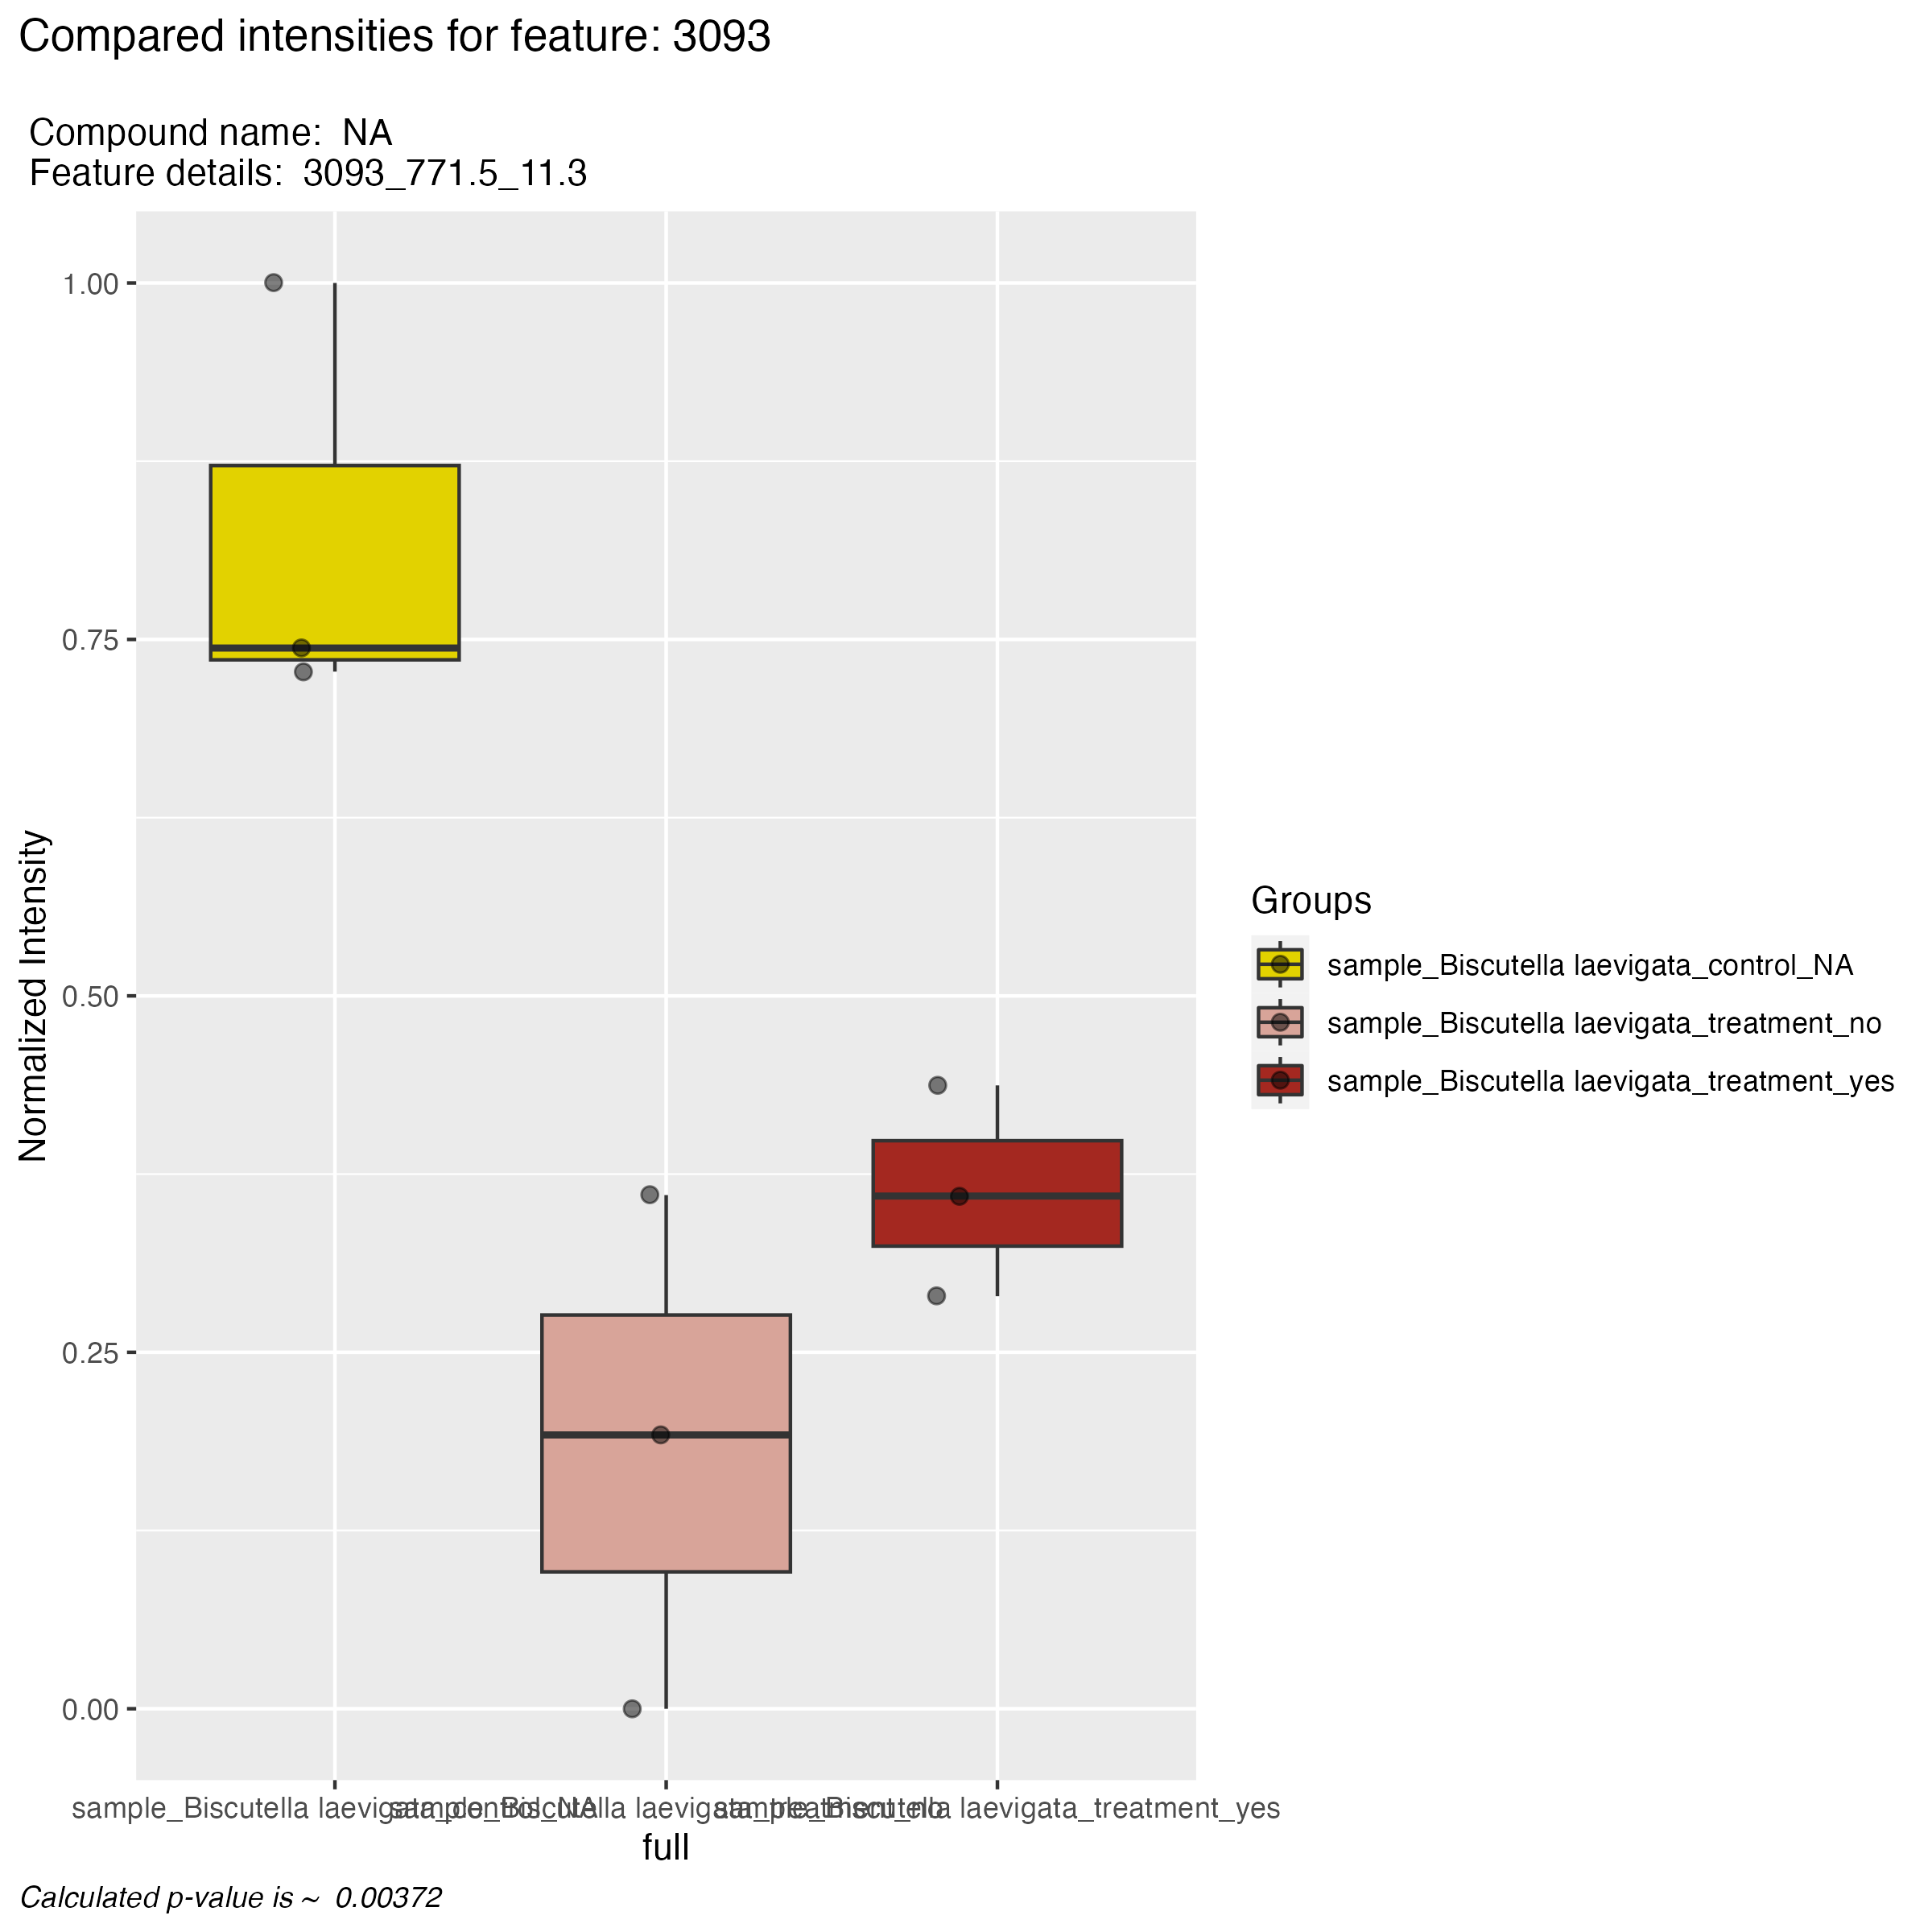 Compared intensities for feature: 3093
Compound name:  NA
Feature details:  3093_771.5_11.3
Normalized Intensity
1.00
0.75
0.50
0.25
0.00
sample_Biscutella laevigata_control_NA
sample_Biscutella laevigata_treatment_no
sample_Biscutella laevigata_treatment_yes
full
Groups
sample_Biscutella laevigata_control_NA
sample_Biscutella laevigata_treatment_no
sample_Biscutella laevigata_treatment_yes
Calculated p-value is ~  0.00372